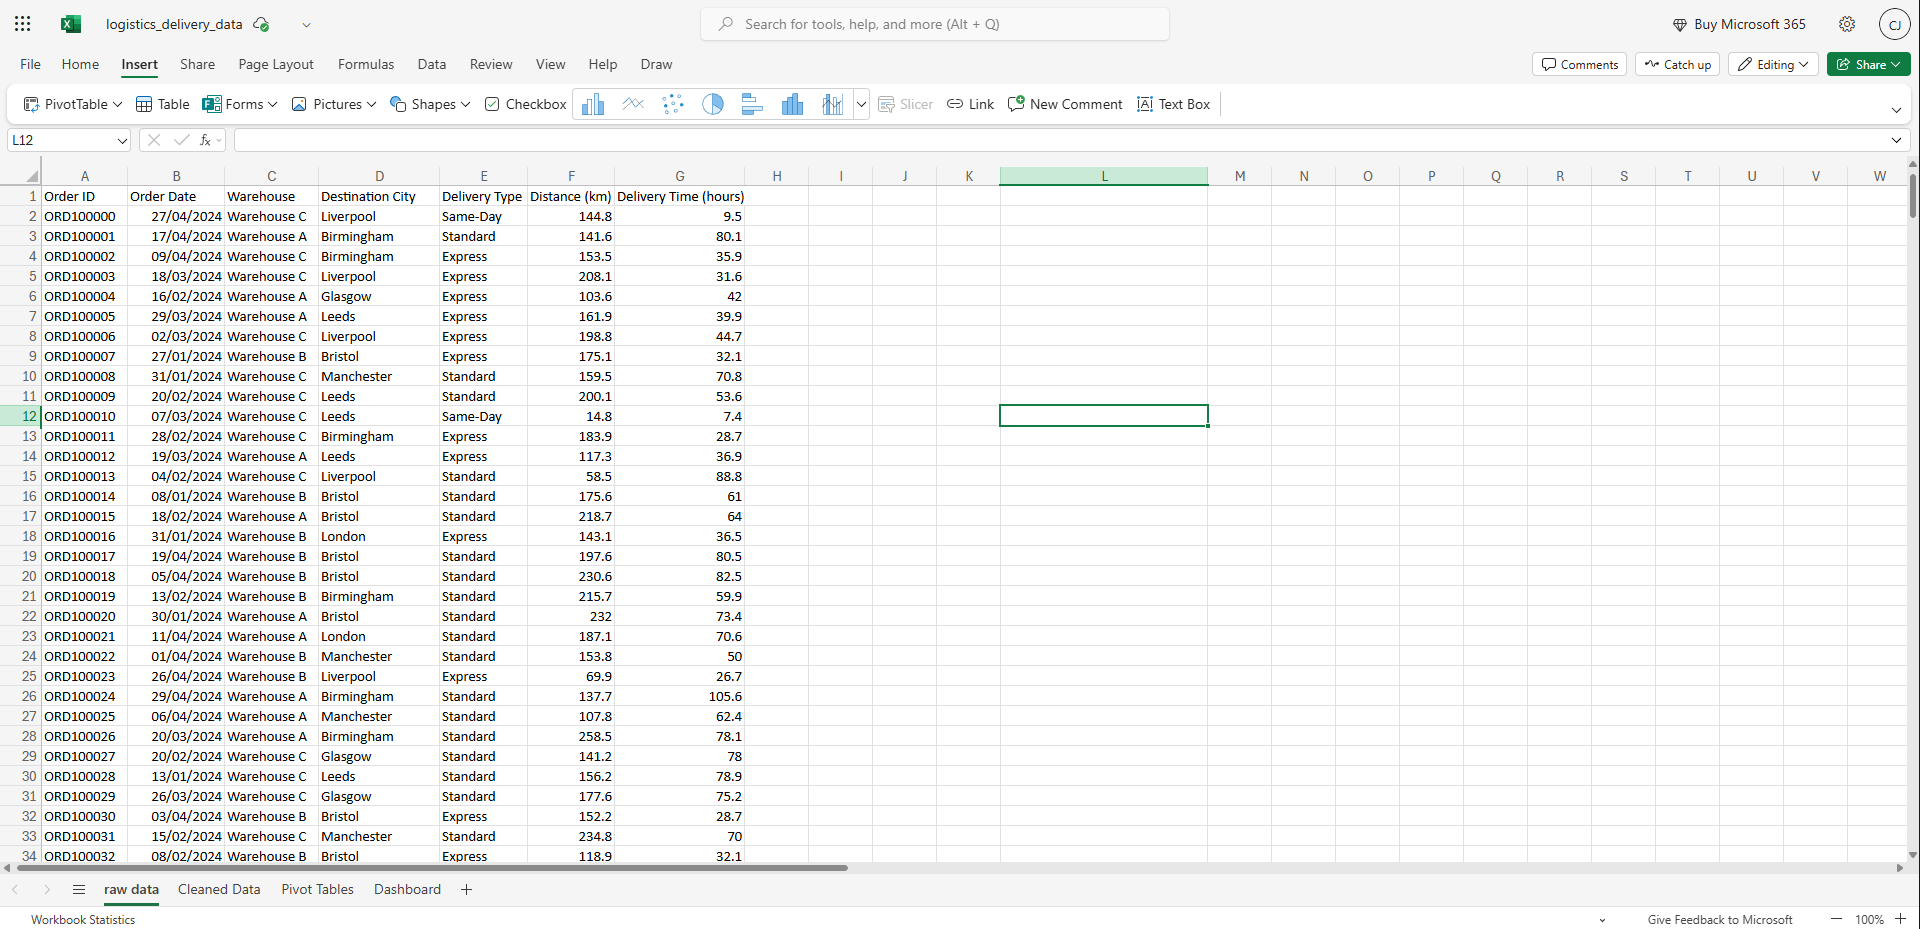 logistics_delivery_data
Search for tools, help, and more (Alt + Q)
Buy Microsoft 365
CJ
File Home Insert Share Page Layout Formulas Data Review View Help Draw
Comments Catch up Editing Share
PivotTable Table Forms Pictures Shapes Checkbox Slicer Link New Comment Text Box
L12 fx
A B C D E F G H I J K L M N O P Q R S T U V W
1 Order ID Order Date Warehouse Destination City Delivery Type Distance (km) Delivery Time (hours)
2 ORD100000 27/04/2024 Warehouse C Liverpool Same-Day 144.8 9.5
3 ORD100001 17/04/2024 Warehouse A Birmingham Standard 141.6 80.1
4 ORD100002 09/04/2024 Warehouse C Birmingham Express 153.5 35.9
5 ORD100003 18/03/2024 Warehouse C Liverpool Express 208.1 31.6
6 ORD100004 16/02/2024 Warehouse A Glasgow Express 103.6 42
7 ORD100005 29/03/2024 Warehouse A Leeds Express 161.9 39.9
8 ORD100006 02/03/2024 Warehouse C Liverpool Express 198.8 44.7
9 ORD100007 27/01/2024 Warehouse B Bristol Express 175.1 32.1
10 ORD100008 31/01/2024 Warehouse C Manchester Standard 159.5 70.8
11 ORD100009 20/02/2024 Warehouse C Leeds Standard 200.1 53.6
12 ORD100010 07/03/2024 Warehouse C Leeds Same-Day 14.8 7.4
13 ORD100011 28/02/2024 Warehouse C Birmingham Express 183.9 28.7
14 ORD100012 19/03/2024 Warehouse A Leeds Express 117.3 36.9
15 ORD100013 04/02/2024 Warehouse C Liverpool Standard 58.5 88.8
16 ORD100014 08/01/2024 Warehouse B Bristol Standard 175.6 61
17 ORD100015 18/02/2024 Warehouse A Bristol Standard 218.7 64
18 ORD100016 31/01/2024 Warehouse B London Express 143.1 36.5
19 ORD100017 19/04/2024 Warehouse B Bristol Standard 197.6 80.5
20 ORD100018 05/04/2024 Warehouse B Bristol Standard 230.6 82.5
21 ORD100019 13/02/2024 Warehouse B Birmingham Standard 215.7 59.9
22 ORD100020 30/01/2024 Warehouse A Bristol Standard 232 73.4
23 ORD100021 11/04/2024 Warehouse A London Standard 187.1 70.6
24 ORD100022 01/04/2024 Warehouse B Manchester Standard 153.8 50
25 ORD100023 26/04/2024 Warehouse B Liverpool Express 69.9 26.7
26 ORD100024 29/04/2024 Warehouse A Birmingham Standard 137.7 105.6
27 ORD100025 06/04/2024 Warehouse A Manchester Standard 107.8 62.4
28 ORD100026 20/03/2024 Warehouse A Birmingham Standard 258.5 78.1
29 ORD100027 20/02/2024 Warehouse C Glasgow Standard 141.2 78
30 ORD100028 13/01/2024 Warehouse C Leeds Standard 156.2 78.9
31 ORD100029 26/03/2024 Warehouse C Glasgow Standard 177.6 75.2
32 ORD100030 03/04/2024 Warehouse B Bristol Express 152.2 28.7
33 ORD100031 15/02/2024 Warehouse C Manchester Standard 234.8 70
34 ORD100032 08/02/2024 Warehouse B Bristol Express 118.9 32.1
raw data Cleaned Data Pivot Tables Dashboard
Workbook Statistics Give Feedback to Microsoft 100%